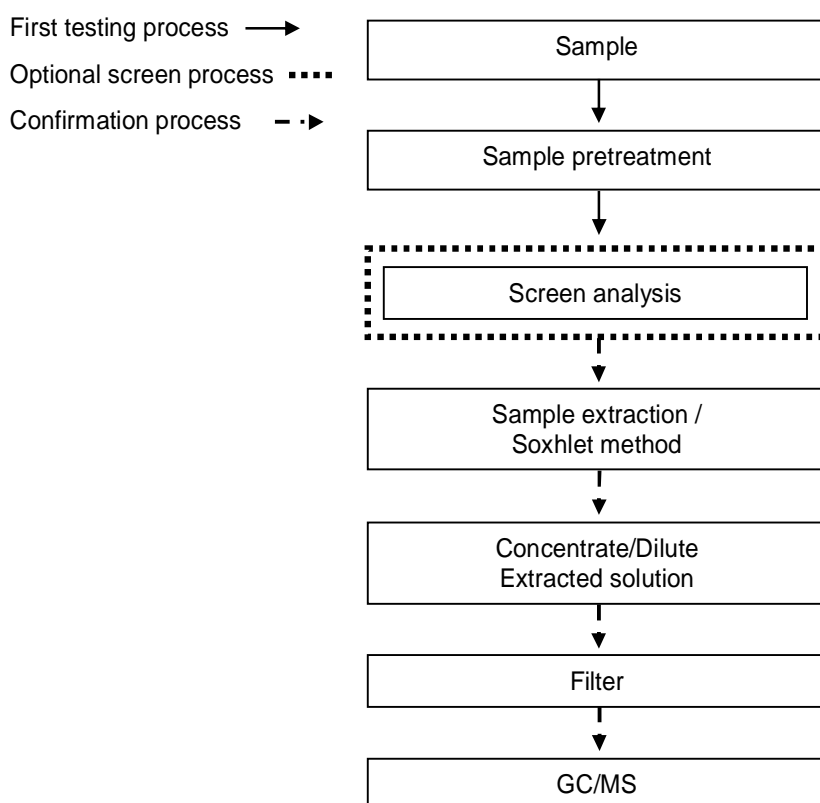 First testing process
Optional screen process
Confirmation process
Sample
Sample pretreatment
Screen analysis
Sample extraction /
Soxhlet method
Concentrate/Dilute
Extracted solution
Filter
GC/MS